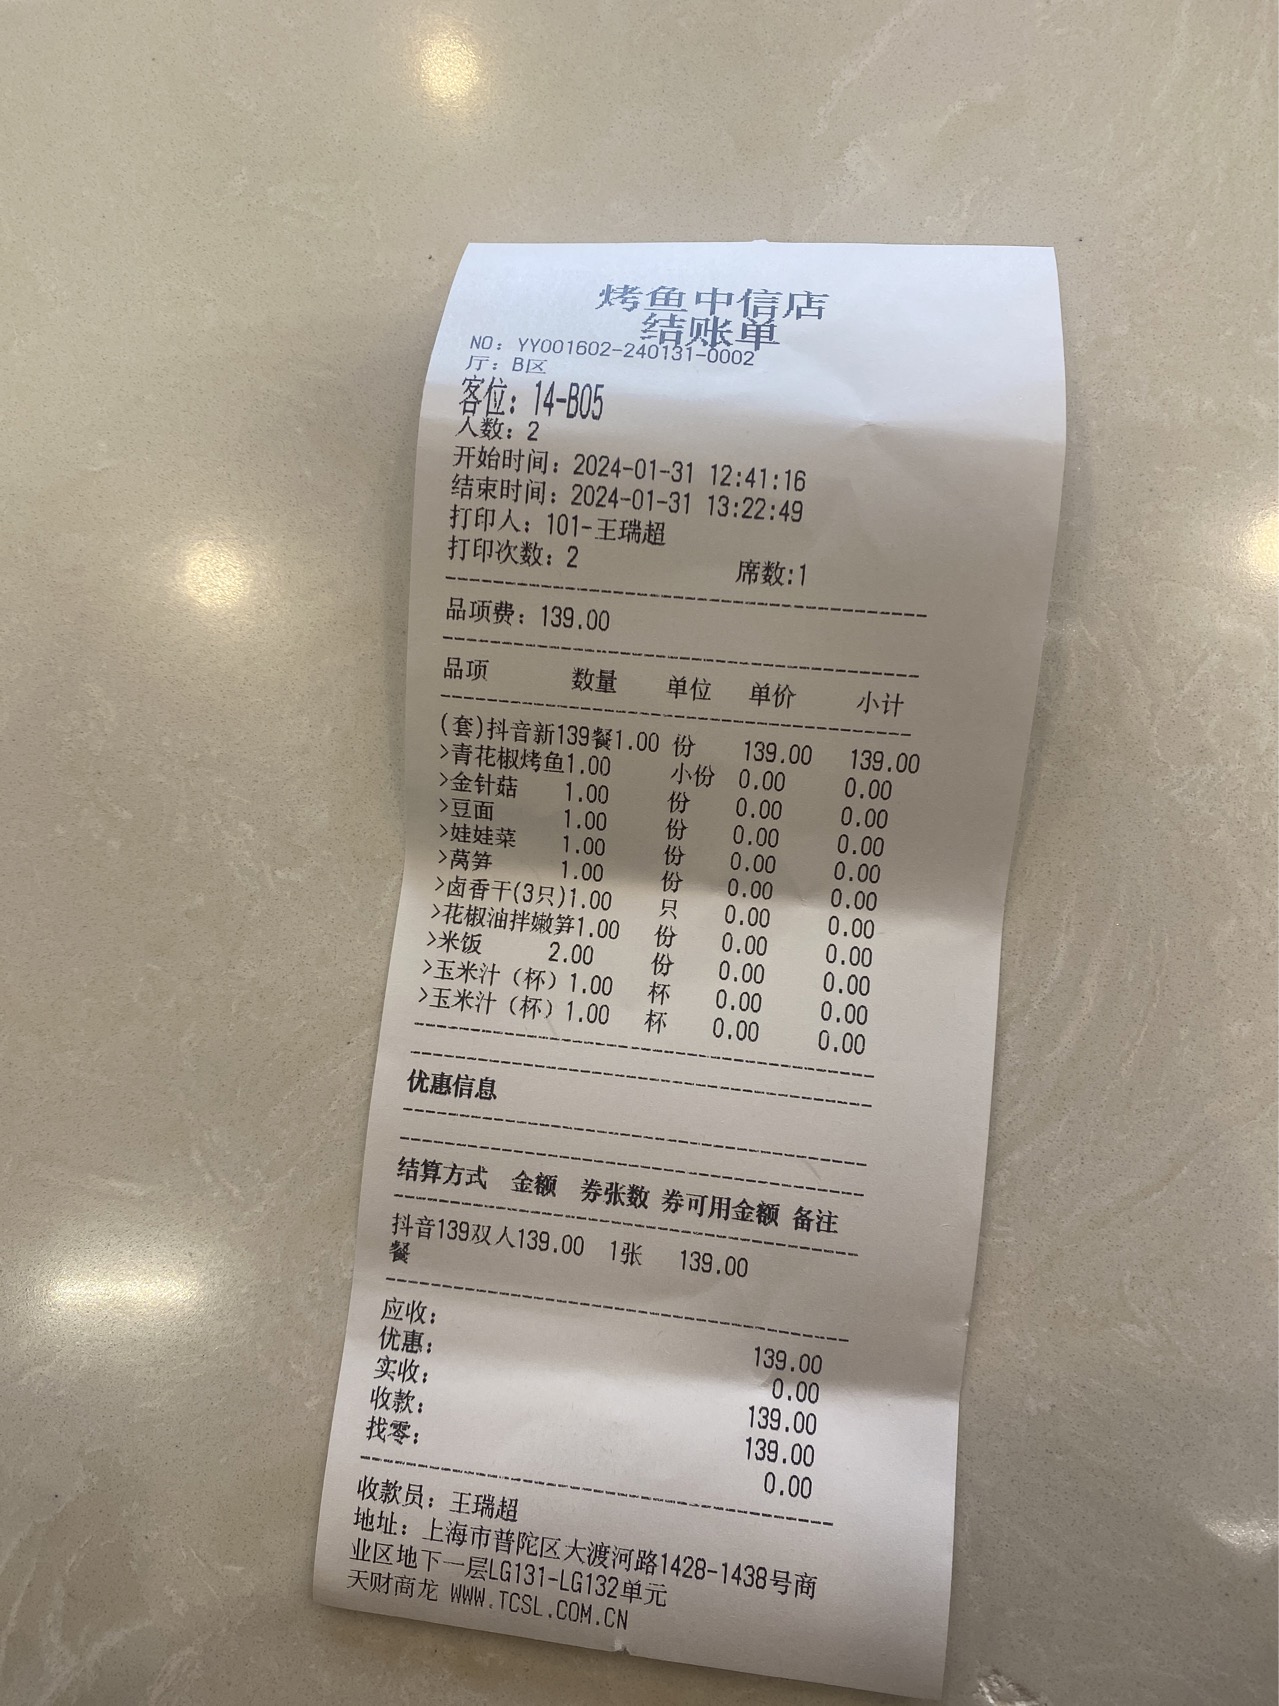 烤鱼中信店
结账单
NO: YY001602-240131-0002
厅: B区
客位: 14-B05
人数: 2
开始时间: 2024-01-31 12:41:16
结束时间: 2024-01-31 13:22:49
打印人: 101-王瑞超
打印次数: 2 席数:1
品项费: 139.00
品项 数量 单位 单价 小计
(套)抖音新139餐1.00 份 139.00 139.00
>青花椒烤鱼1.00 小份 0.00 0.00
>金针菇 1.00 份 0.00 0.00
>豆面 1.00 份 0.00 0.00
>娃娃菜 1.00 份 0.00 0.00
>莴笋 1.00 份 0.00 0.00
>卤香干(3只)1.00 只 0.00 0.00
>花椒油拌嫩笋1.00 份 0.00 0.00
>米饭 2.00 份 0.00 0.00
>玉米汁（杯）1.00 杯 0.00 0.00
>玉米汁（杯）1.00 杯 0.00 0.00
优惠信息
结算方式 金额 券张数 券可用金额 备注
抖音139双人139.00 1张 139.00
餐
应收: 139.00
优惠: 0.00
实收: 139.00
收款: 139.00
找零: 0.00
收款员: 王瑞超
地址: 上海市普陀区大渡河路1428-1438号商
业区地下一层LG131-LG132单元
天财商龙 WWW.TCSL.COM.CN